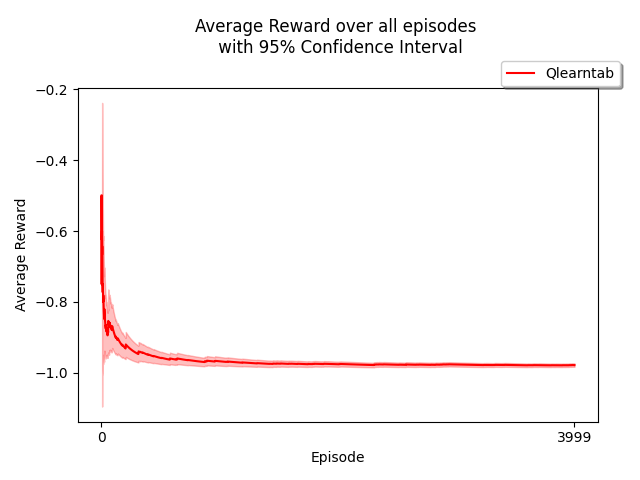 Average Reward over all episodes
with 95% Confidence Interval
Qlearntab
−0.2
−0.4
−0.6
−0.8
−1.0
Average Reward
0
3999
Episode